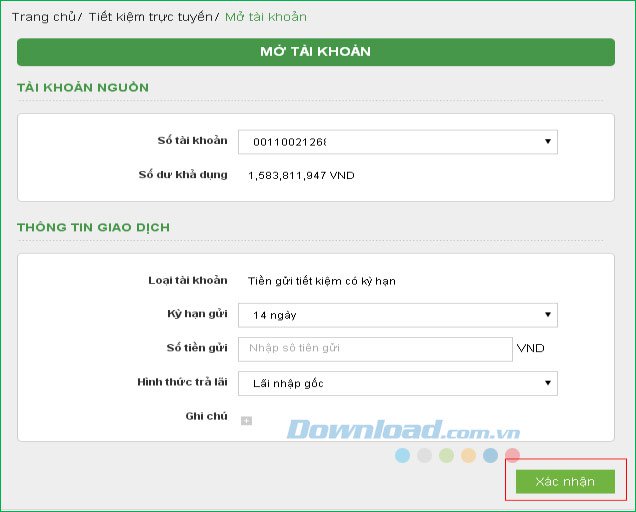 Trang chủ/ Tiết kiệm trực tuyến/ Mở tài khoản
MỞ TÀI KHOẢN
TÀI KHOẢN NGUỒN
Số tài khoản 00110021268
Số dư khả dụng 1,583,811,947 VND
THÔNG TIN GIAO DỊCH
Loại tài khoản Tiền gửi tiết kiệm có kỳ hạn
Kỳ hạn gửi 14 ngày
Số tiền gửi Nhập số tiền gửi VND
Hình thức trả lãi Lãi nhập gốc
Ghi chú
Download.com.vn
Xác nhận